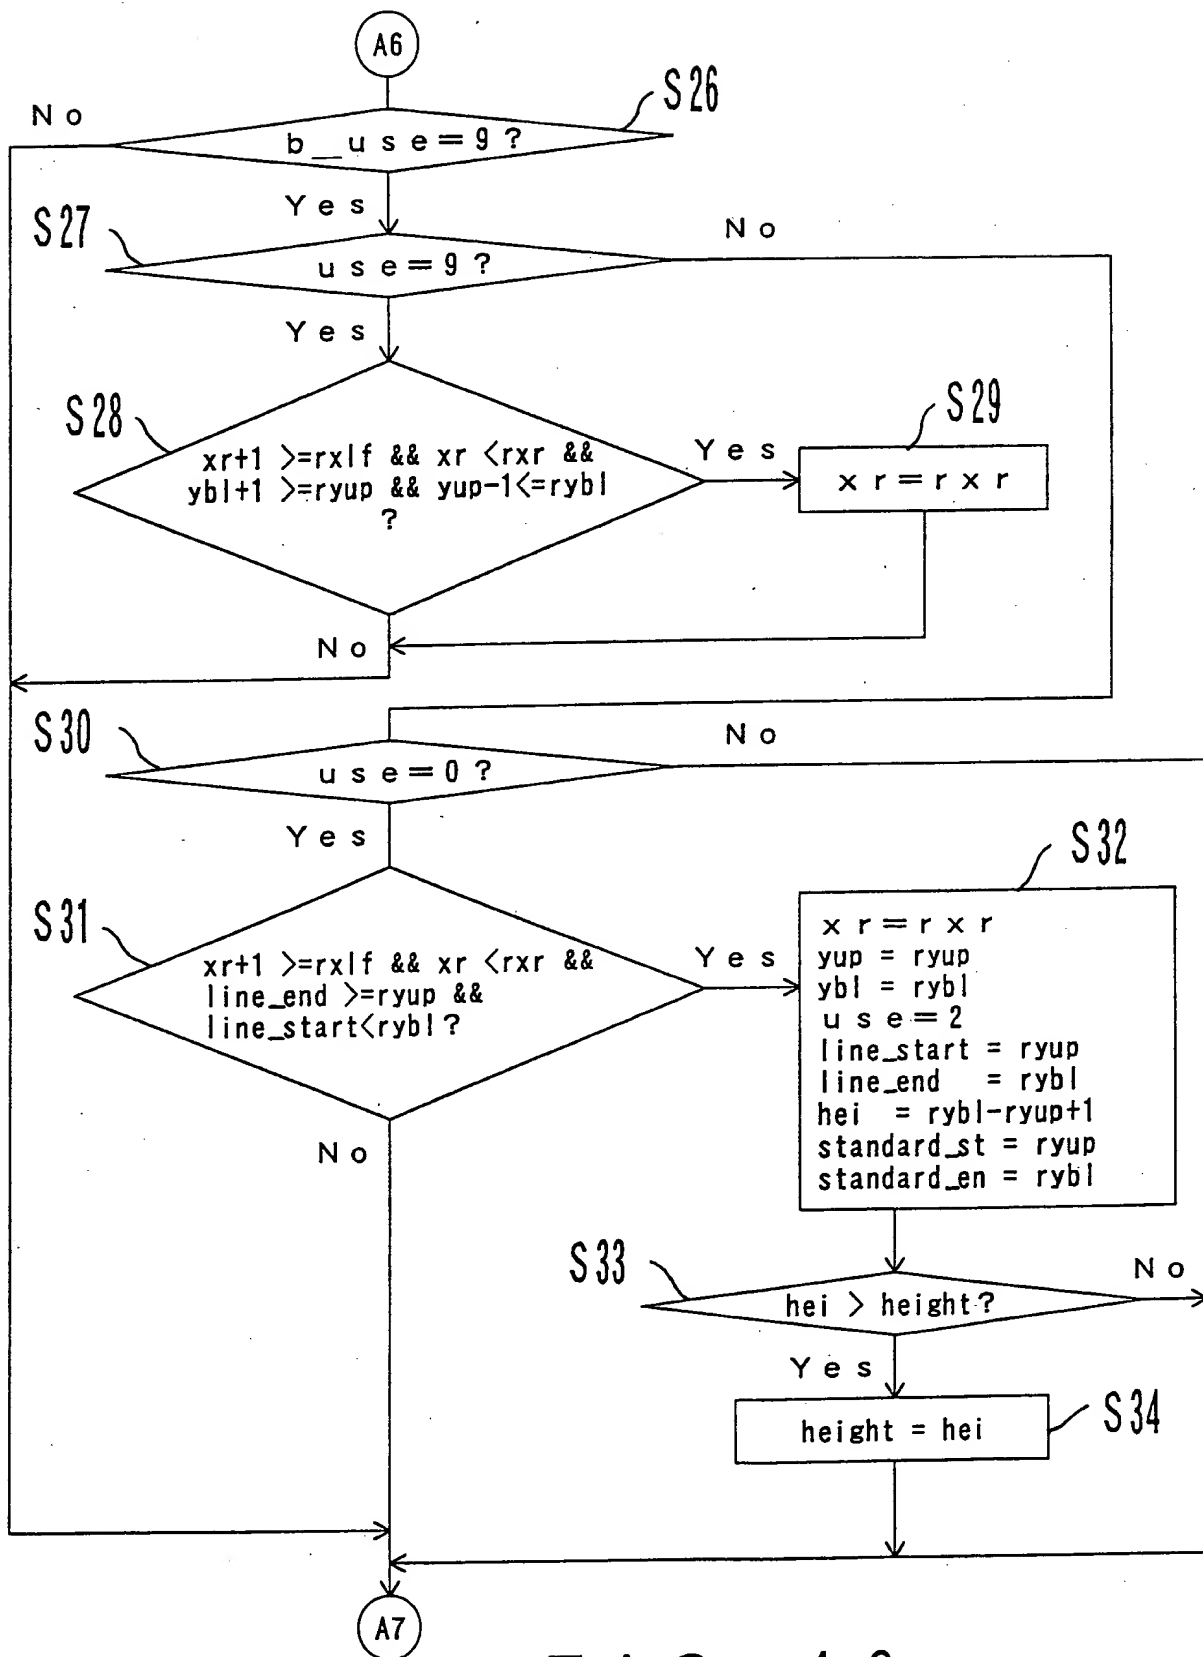 A6
No
S26
b_use=9?
Yes
S27
No
use=9?
Yes
S28
xr+1 >=rxlf && xr <rxr &&
ybl+1 >=ryup && yup-1<=rybl
?
Yes
S29
xr=rxr
No
S30
No
use=0?
Yes
S31
xr+1 >=rxlf && xr <rxr &&
line_end >=ryup &&
line_start<rybl?
Yes
S32
xr=rxr
yup = ryup
ybl = rybl
use=2
line_start = ryup
line_end = rybl
hei = rybl-ryup+1
standard_st = ryup
standard_en = rybl
No
S33
hei > height?
No
Yes
S34
height = hei
A7